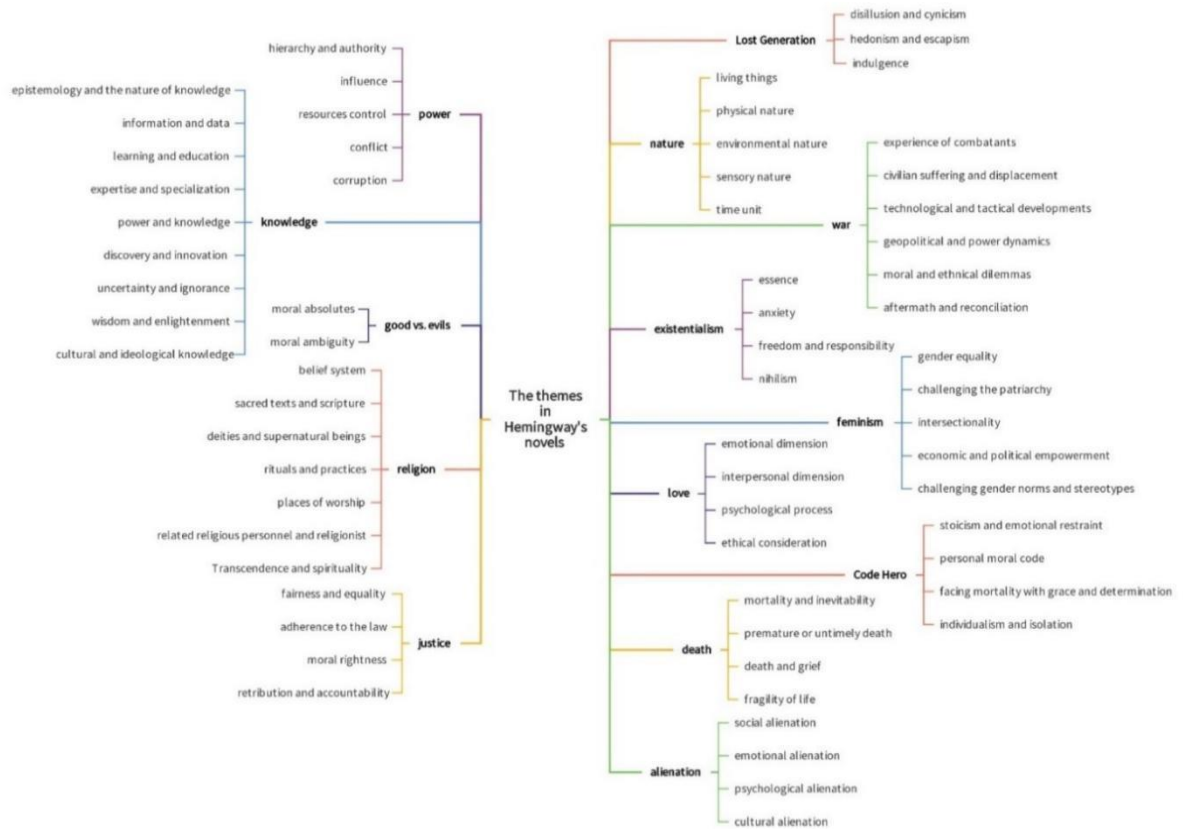 The themes
in
Hemingway's
novels
power
hierarchy and authority
influence
resources control
conflict
corruption
knowledge
epistemology and the nature of knowledge
information and data
learning and education
expertise and specialization
power and knowledge
discovery and innovation
uncertainty and ignorance
wisdom and enlightenment
cultural and ideological knowledge
good vs. evils
moral absolutes
moral ambiguity
religion
belief system
sacred texts and scripture
deities and supernatural beings
rituals and practices
places of worship
related religious personnel and religionist
Transcendence and spirituality
justice
fairness and equality
adherence to the law
moral rightness
retribution and accountability
Lost Generation
disillusion and cynicism
hedonism and escapism
indulgence
nature
living things
physical nature
environmental nature
sensory nature
time unit
war
experience of combatants
civilian suffering and displacement
technological and tactical developments
geopolitical and power dynamics
moral and ethnical dilemmas
aftermath and reconciliation
existentialism
essence
anxiety
freedom and responsibility
nihilism
feminism
gender equality
challenging the patriarchy
intersectionality
economic and political empowerment
challenging gender norms and stereotypes
love
emotional dimension
interpersonal dimension
psychological process
ethical consideration
Code Hero
stoicism and emotional restraint
personal moral code
facing mortality with grace and determination
individualism and isolation
death
mortality and inevitability
premature or untimely death
death and grief
fragility of life
alienation
social alienation
emotional alienation
psychological alienation
cultural alienation